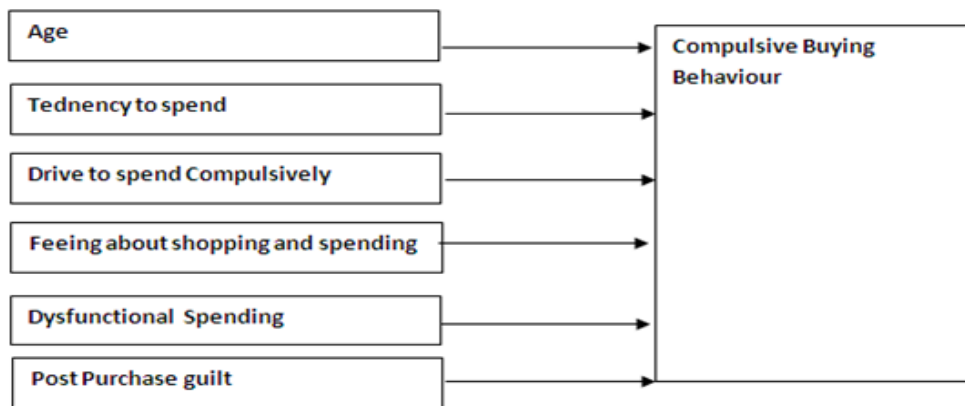 Age
Compulsive Buying
Behaviour
Tednency to spend
Drive to spend Compulsively
Feeing about shopping and spending
Dysfunctional Spending
Post Purchase guilt